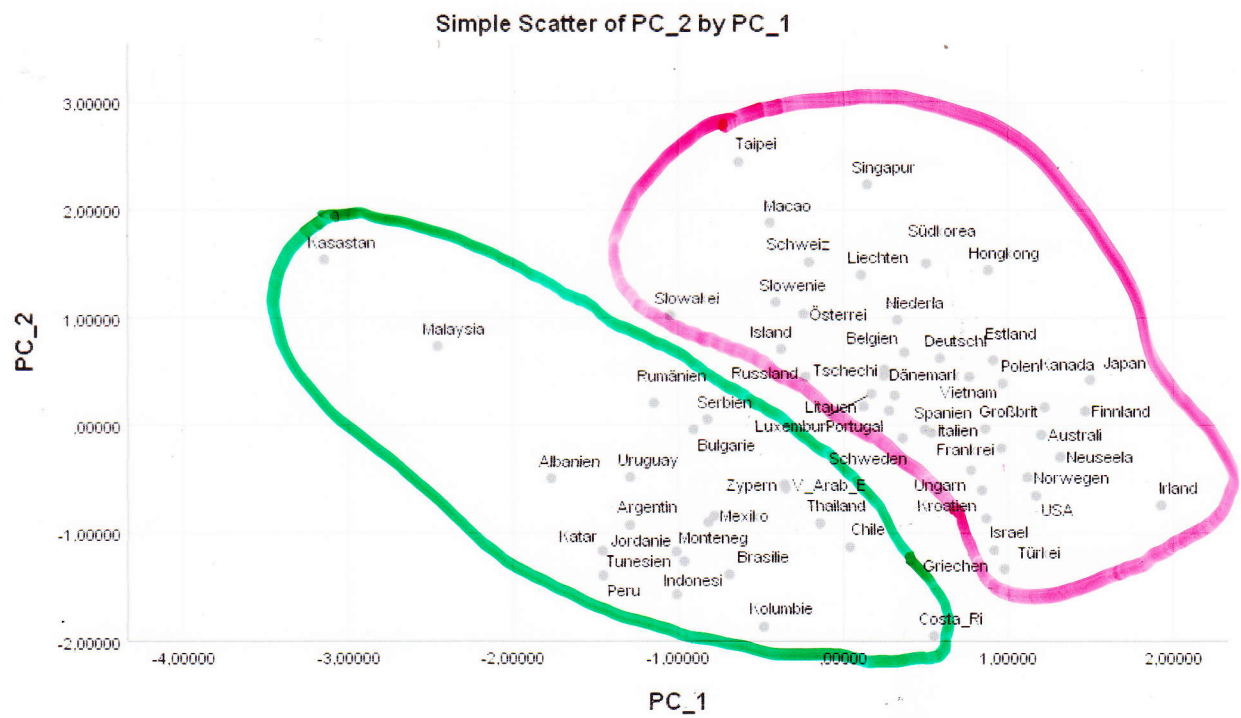 Simple Scatter of PC_2 by PC_1
PC_2
3.00000
2.00000
1.00000
.00000
-1.00000
-2.00000
Taipei
Singapur
Macao
Südkorea
Kasastan
Schweiz
Liechten
Hongkong
Slowenie
Slowakei
Niederla
Österrei
Malaysia
Island
Belgien
Deutschl
Estland
Russland
Tschechi
Dänemark
Polen
Kanada
Japan
Rumänien
Vietnam
Serbien
Litauen
Spanien
Großbrit
Finnland
Luxembur
Portugal
Italien
Australi
Bulgarie
Frankrei
Albanien
Uruguay
Schweden
Neuseela
Zypern
V_Arab_E
Ungarn
Norwegen
Irland
Argentin
Mexiko
Thailand
Kroatien
USA
Katar
Jordanie
Monteneg
Chile
Israel
Tunesien
Brasilie
Griechen
Türkei
Peru
Indonesi
Kolumbie
Costa_Ri
-4.00000
-3.00000
-2.00000
-1.00000
.00000
1.00000
2.00000
PC_1